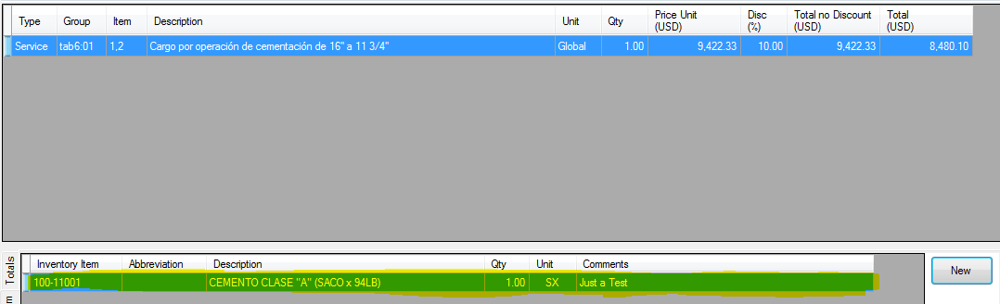 Type Group Item Description Unit Qty Price Unit (USD) Disc (%) Total no Discount (USD) Total (USD)
Service tab6:01 1,2 Cargo por operación de cementación de 16" a 11 3/4" Global 1.00 9,422.33 10.00 9,422.33 8,480.10
Totals
Inventory Item Abbreviation Description Qty Unit Comments
100-11001 CEMENTO CLASE "A" (SACO x 94LB) 1.00 SX Just a Test
New